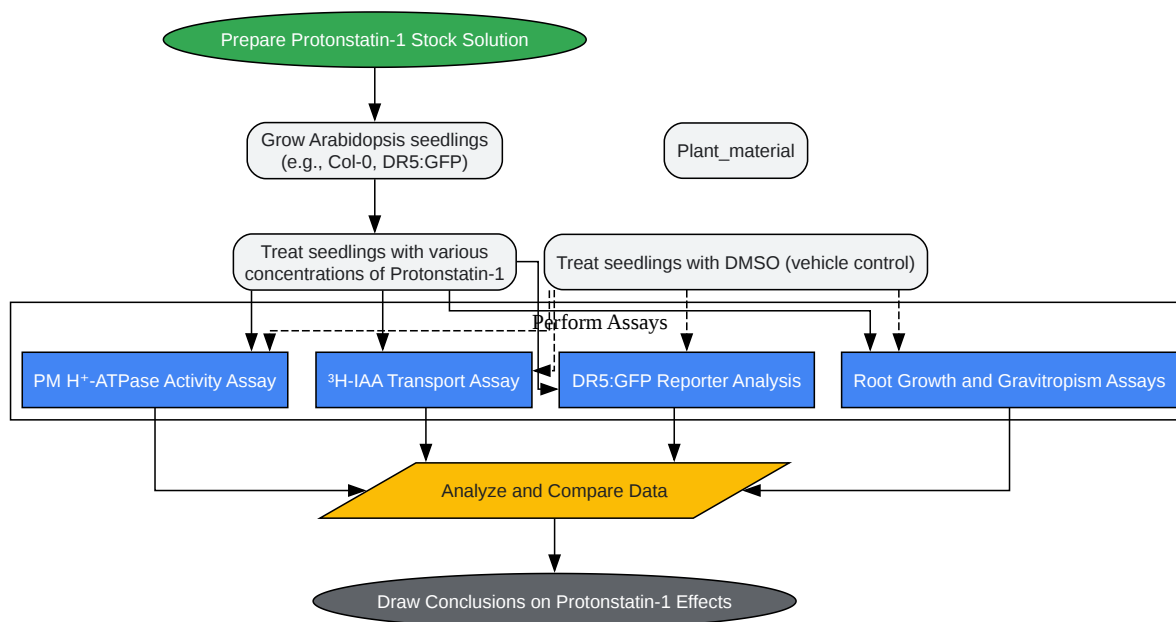 Prepare Protonstatin-1 Stock Solution
Grow Arabidopsis seedlings
(e.g., Col-0, DR5:GFP)
Plant_material
Treat seedlings with various
concentrations of Protonstatin-1
Treat seedlings with DMSO (vehicle control)
Perform Assays
PM H⁺-ATPase Activity Assay
³H-IAA Transport Assay
DR5:GFP Reporter Analysis
Root Growth and Gravitropism Assays
Analyze and Compare Data
Draw Conclusions on Protonstatin-1 Effects